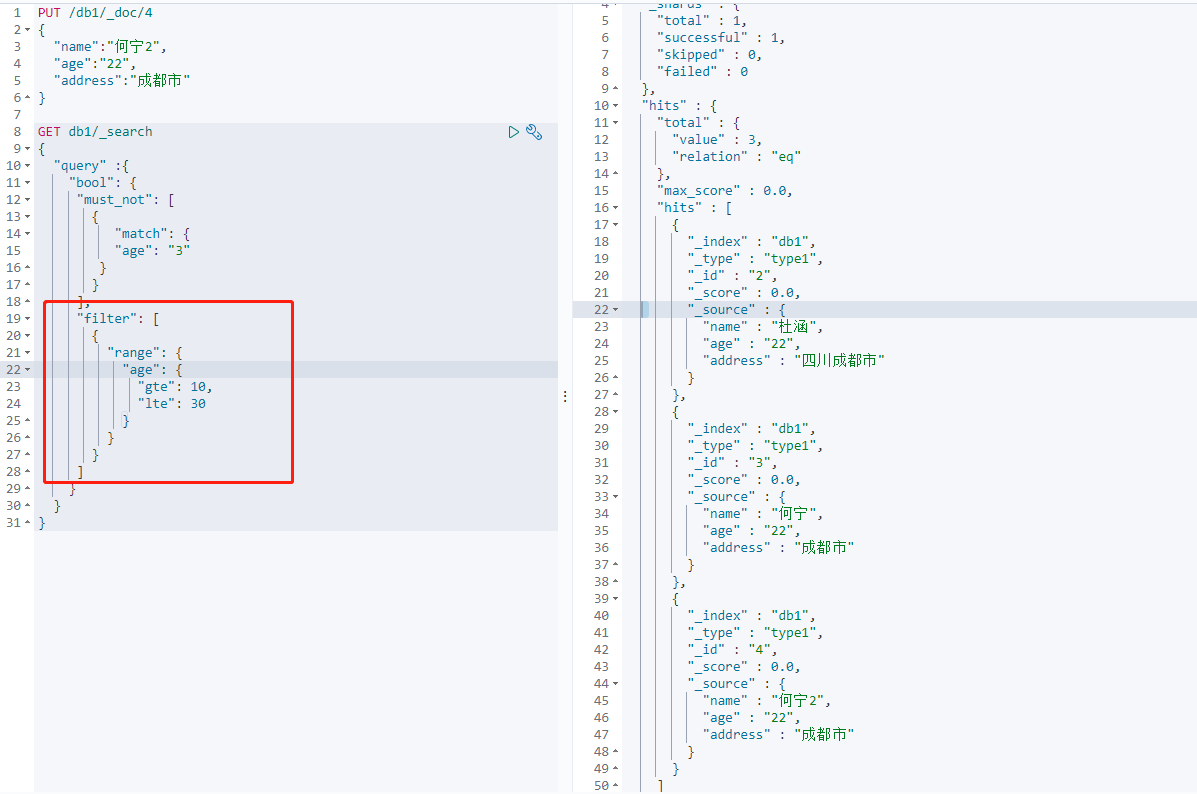 1 PUT /db1/_doc/4
2 {
3 "name":"何宁2",
4 "age":"22",
5 "address":"成都市"
6 }
7
8 GET db1/_search
9 {
10 "query" :{
11 "bool": {
12 "must_not": [
13 {
14 "match": {
15 "age": "3"
16 }
17 }
18 ],
19 "filter": [
20 {
21 "range": {
22 "age": {
23 "gte": 10,
24 "lte": 30
25 }
26 }
27 }
28 ]
29 }
30 }
31 }
4 "_shards" : {
5 "total" : 1,
6 "successful" : 1,
7 "skipped" : 0,
8 "failed" : 0
9 },
10 "hits" : {
11 "total" : {
12 "value" : 3,
13 "relation" : "eq"
14 },
15 "max_score" : 0.0,
16 "hits" : [
17 {
18 "_index" : "db1",
19 "_type" : "type1",
20 "_id" : "2",
21 "_score" : 0.0,
22 "_source" : {
23 "name" : "杜涵",
24 "age" : "22",
25 "address" : "四川成都市"
26 }
27 },
28 {
29 "_index" : "db1",
30 "_type" : "type1",
31 "_id" : "3",
32 "_score" : 0.0,
33 "_source" : {
34 "name" : "何宁",
35 "age" : "22",
36 "address" : "成都市"
37 }
38 },
39 {
40 "_index" : "db1",
41 "_type" : "type1",
42 "_id" : "4",
43 "_score" : 0.0,
44 "_source" : {
45 "name" : "何宁2",
46 "age" : "22",
47 "address" : "成都市"
48 }
49 }
50 ]